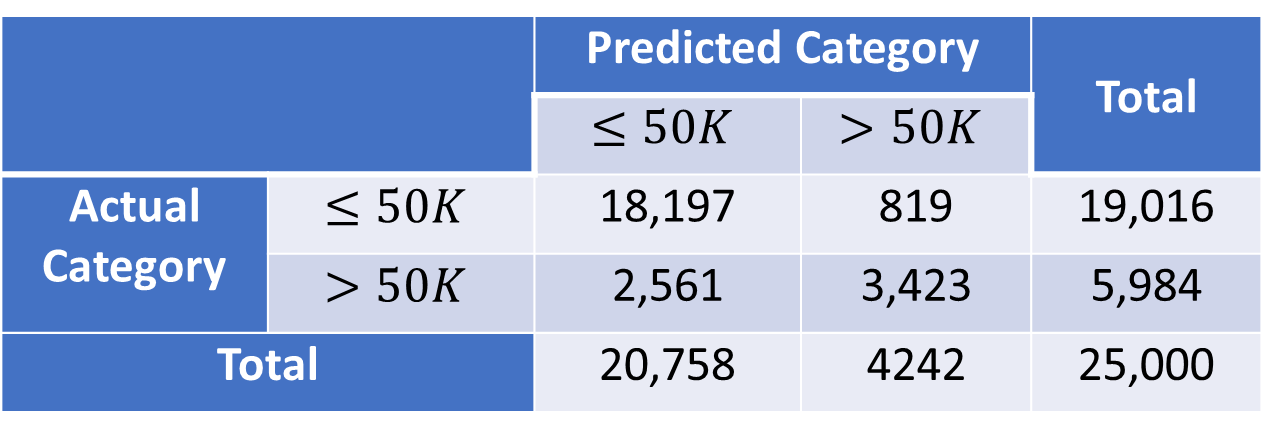 Predicted Category
Total
≤ 50K
> 50K
Actual Category
≤ 50K
18,197
819
19,016
> 50K
2,561
3,423
5,984
Total
20,758
4242
25,000